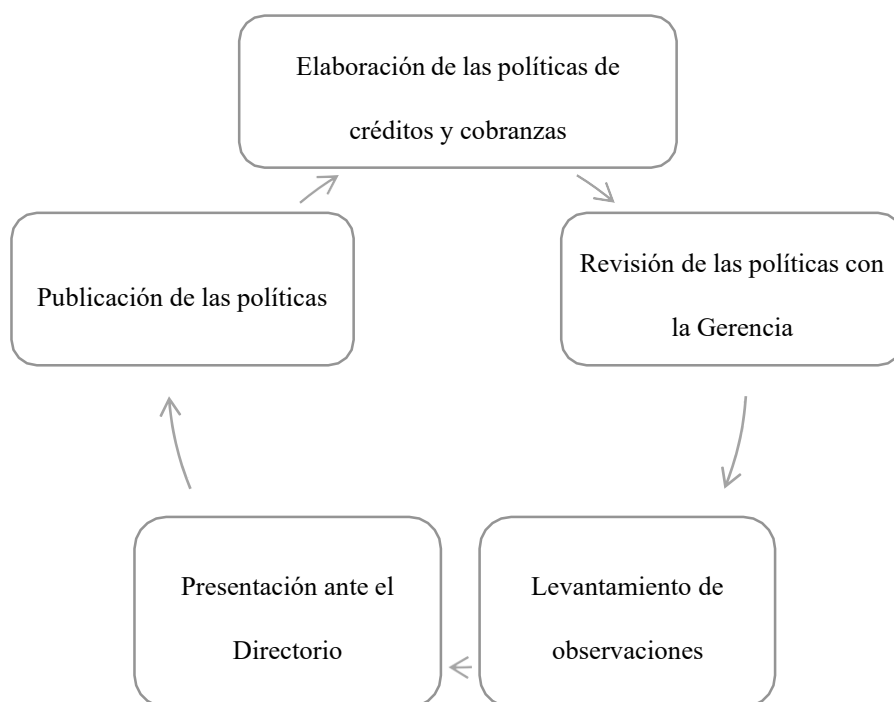 Elaboración de las políticas de
créditos y cobranzas
Revisión de las políticas con
la Gerencia
Levantamiento de
observaciones
Presentación ante el
Directorio
Publicación de las políticas